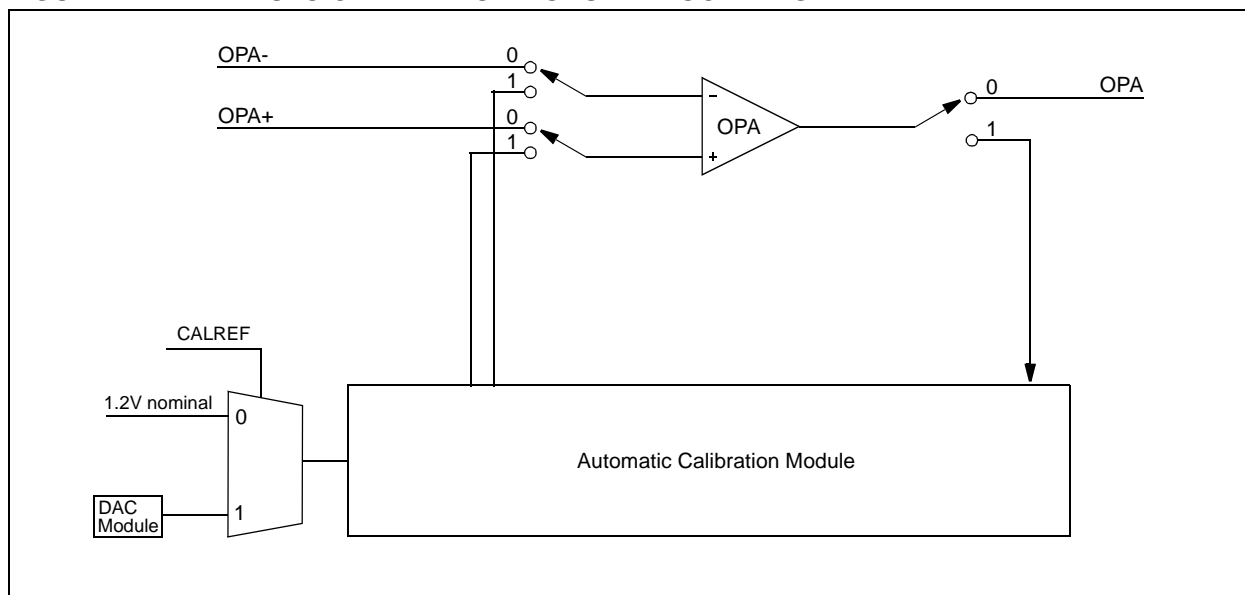 OPA-
0
1
OPA+
0
1
-
+
OPA
0
OPA
1
CALREF
1.2V nominal
0
DAC
Module
1
Automatic Calibration Module